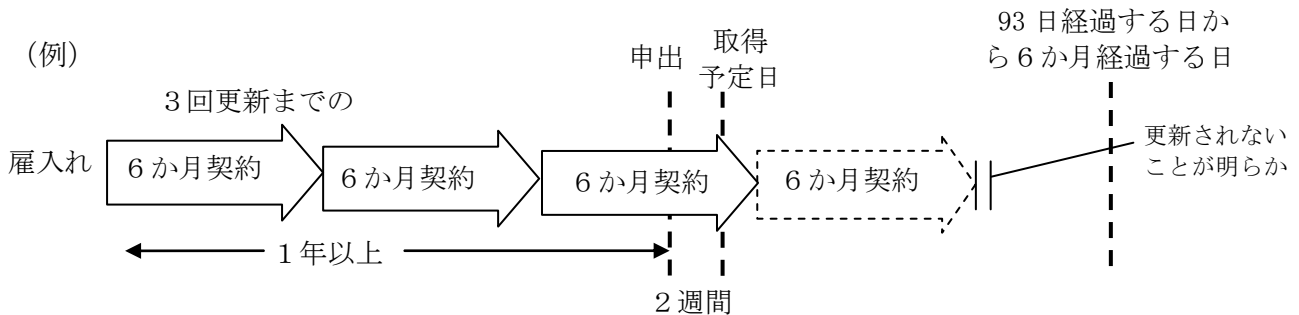 (例)
93 日経過する日か
ら6か月経過する日
取得
予定日
申出
3回更新までの
雇入れ
6か月契約
6か月契約
6か月契約
6か月契約
更新されない
ことが明らか
1年以上
2週間